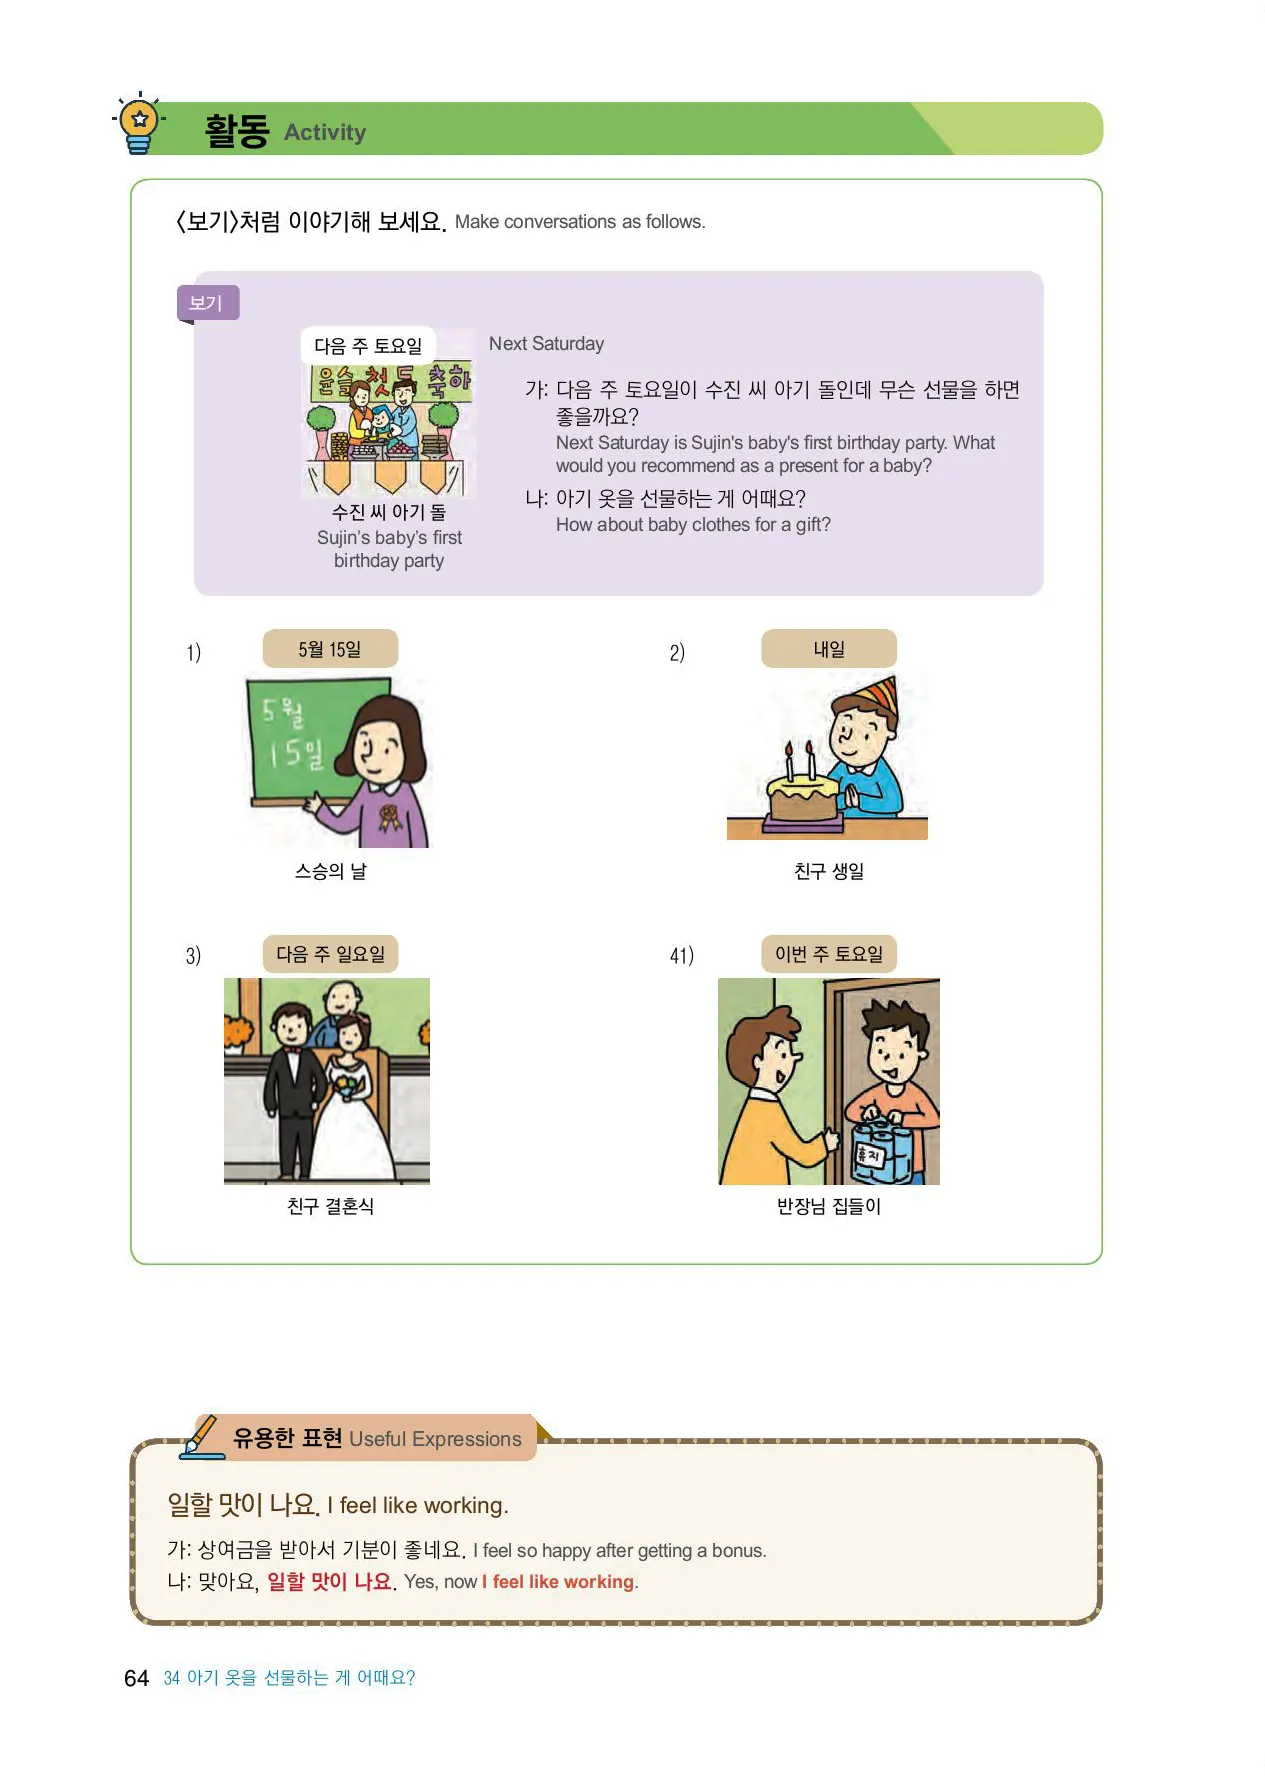 활동 Activity
<보기>처럼 이야기해 보세요. Make conversations as follows.
보기
다음 주 토요일
Next Saturday
윤슬 첫돌 축하
가: 다음 주 토요일이 수진 씨 아기 돌인데 무슨 선물을 하면
좋을까요?
Next Saturday is Sujin's baby's first birthday party. What
would you recommend as a present for a baby?
나: 아기 옷을 선물하는 게 어때요?
How about baby clothes for a gift?
수진 씨 아기 돌
Sujin's baby's first
birthday party
1)
5월 15일
5월
15일
스승의 날
2)
내일
친구 생일
3)
다음 주 일요일
친구 결혼식
41)
이번 주 토요일
휴지
반장님 집들이
유용한 표현 Useful Expressions
일할 맛이 나요. I feel like working.
가: 상여금을 받아서 기분이 좋네요. I feel so happy after getting a bonus.
나: 맞아요, 일할 맛이 나요. Yes, now I feel like working.
64 34 아기 옷을 선물하는 게 어때요?